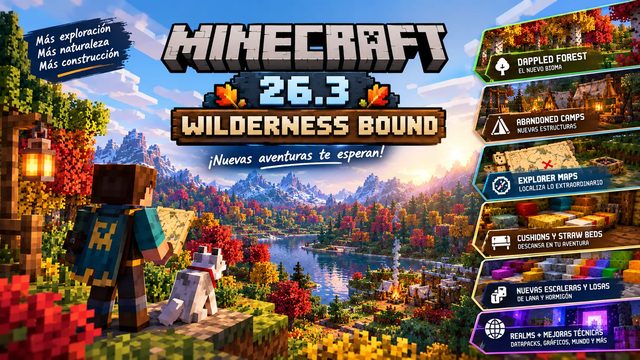 Más exploración
Más naturaleza
Más construcción
MINECRAFT
26.3
WILDERNESS BOUND
¡Nuevas aventuras te esperan!
DAPPLED FOREST
EL NUEVO BIOMA
ABANDONED CAMPS
NUEVAS ESTRUCTURAS
EXPLORER MAPS
LOCALIZA LO EXTRAORDINARIO
CUSHIONS Y STRAW BEDS
DESCANSA EN TU AVENTURA
NUEVAS ESCALERAS Y LOSAS
DE LANA Y HORMIGÓN
REALMS + MEJORAS TÉCNICAS
DATAPACKS, GRÁFICOS, MUNDO Y MÁS